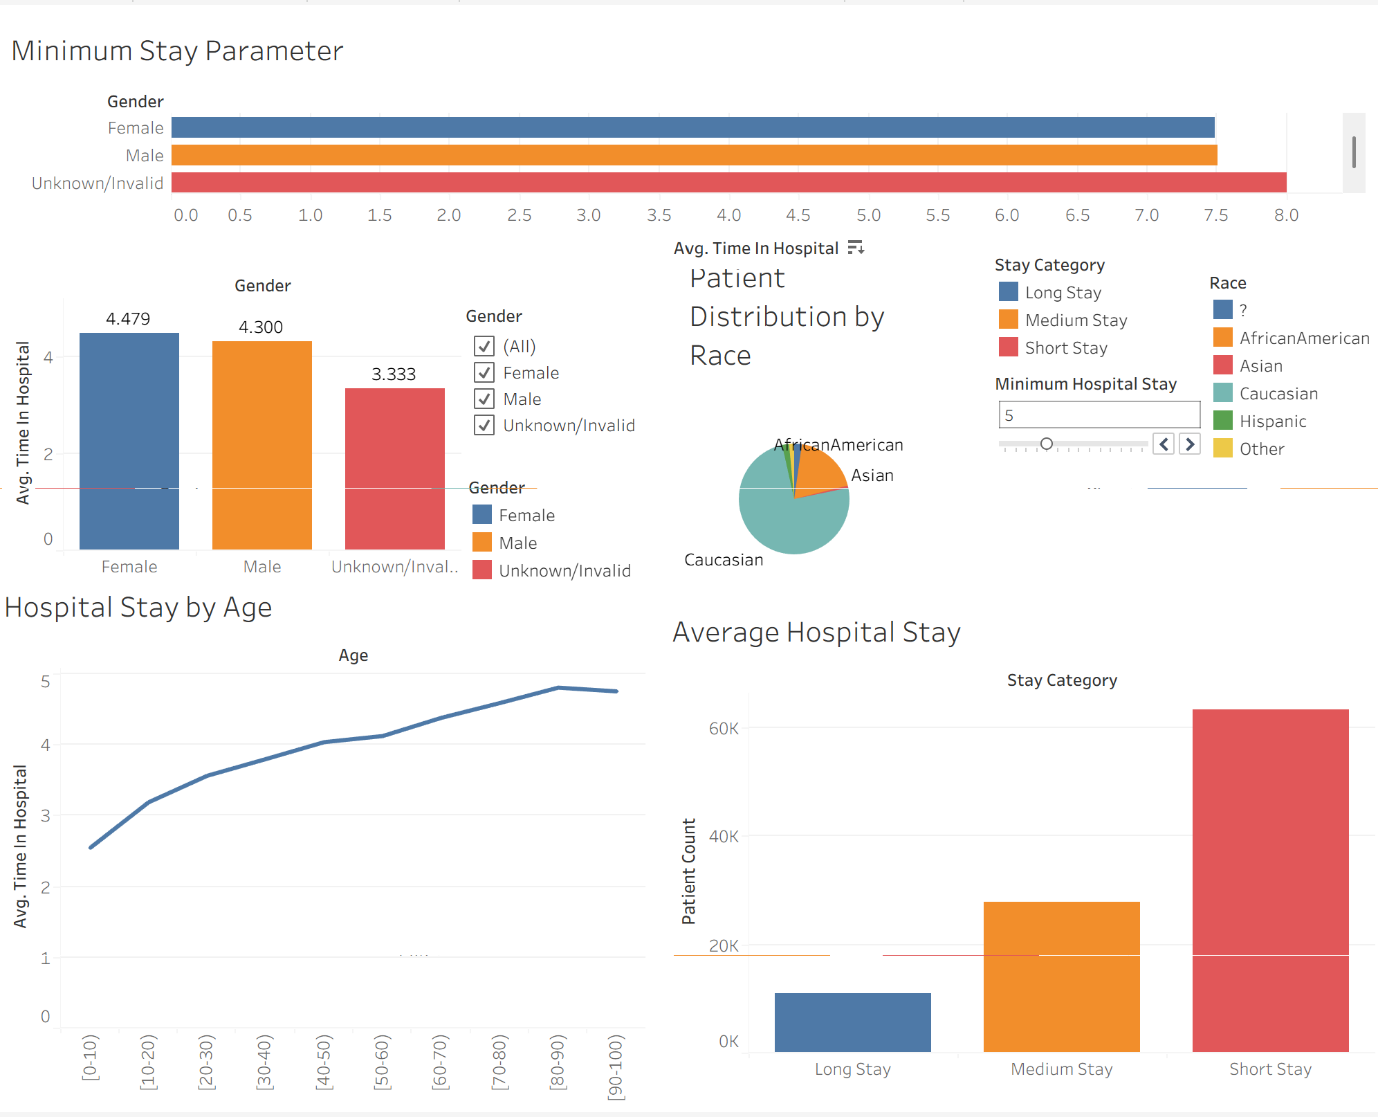 Minimum Stay Parameter
Gender
Female
Male
Unknown/Invalid
0.0 0.5 1.0 1.5 2.0 2.5 3.0 3.5 4.0 4.5 5.0 5.5 6.0 6.5 7.0 7.5 8.0
Avg. Time In Hospital
Gender
4.479
4.300
3.333
Avg. Time In Hospital
4
2
0
Female Male Unknown/Inval..
Gender
(All)
Female
Male
Unknown/Invalid
Gender
Female
Male
Unknown/Invalid
Patient
Distribution by
Race
AfricanAmerican
Asian
Caucasian
Stay Category
Long Stay
Medium Stay
Short Stay
Minimum Hospital Stay
5
Race
?
AfricanAmerican
Asian
Caucasian
Hispanic
Other
Hospital Stay by Age
Age
Avg. Time In Hospital
5
4
3
2
1
0
[0-10) [10-20) [20-30) [30-40) [40-50) [50-60) [60-70) [70-80) [80-90) [90-100)
Average Hospital Stay
Stay Category
Patient Count
60K
40K
20K
0K
Long Stay Medium Stay Short Stay